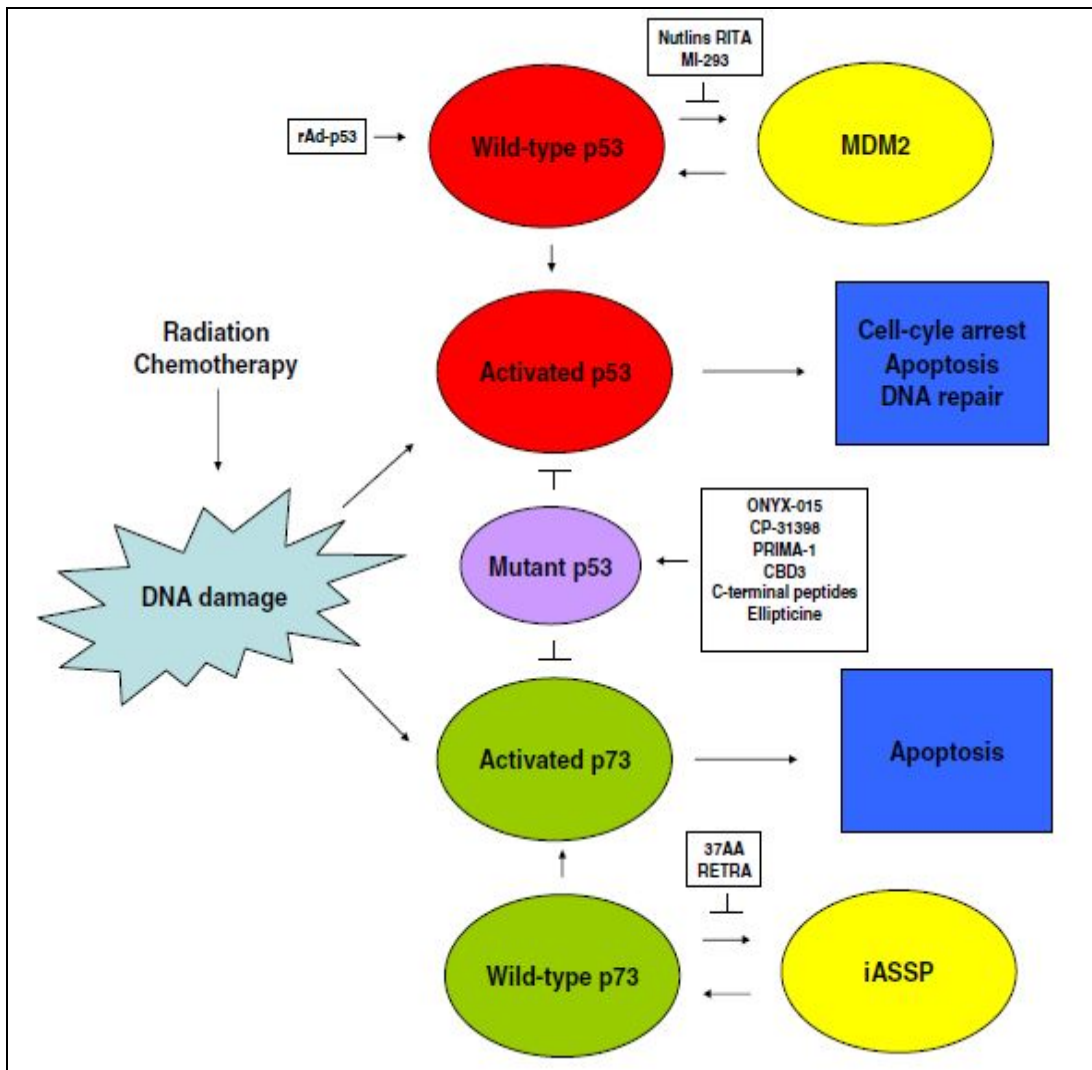 Nutlins RITA
MI-293
rAd-p53
Wild-type p53
MDM2
Radiation
Chemotherapy
Activated p53
Cell-cyle arrest
Apoptosis
DNA repair
DNA damage
Mutant p53
ONYX-015
CP-31398
PRIMA-1
CBD3
C-terminal peptides
Ellipticine
Activated p73
Apoptosis
37AA
RETRA
Wild-type p73
iASSP